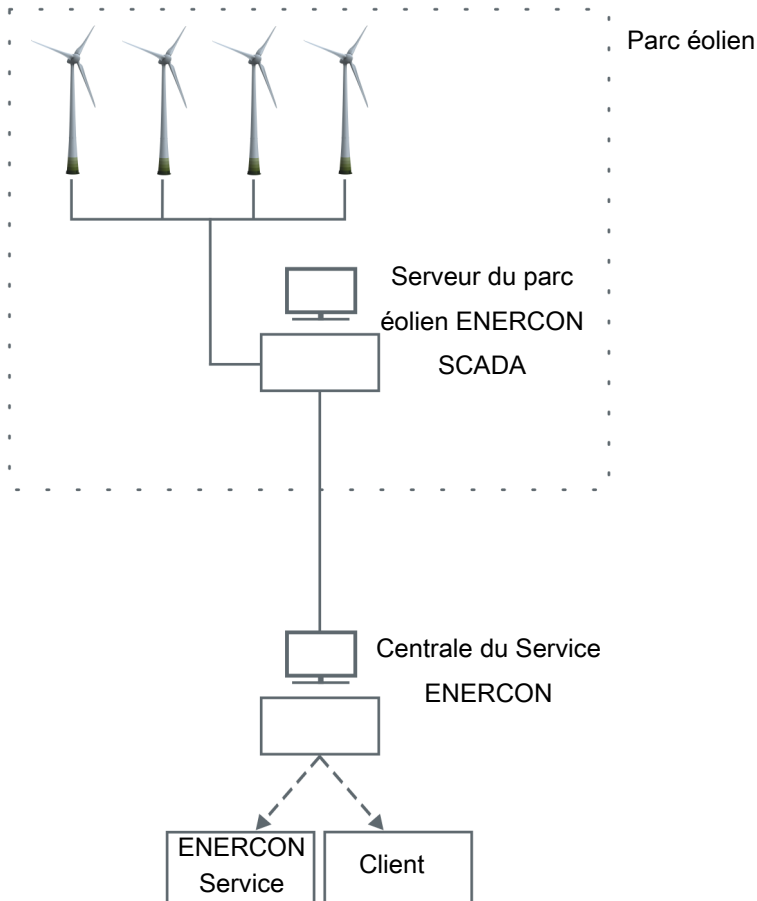 Parc éolien
Serveur du parc
éolien ENERCON
SCADA
Centrale du Service
ENERCON
ENERCON
Service
Client